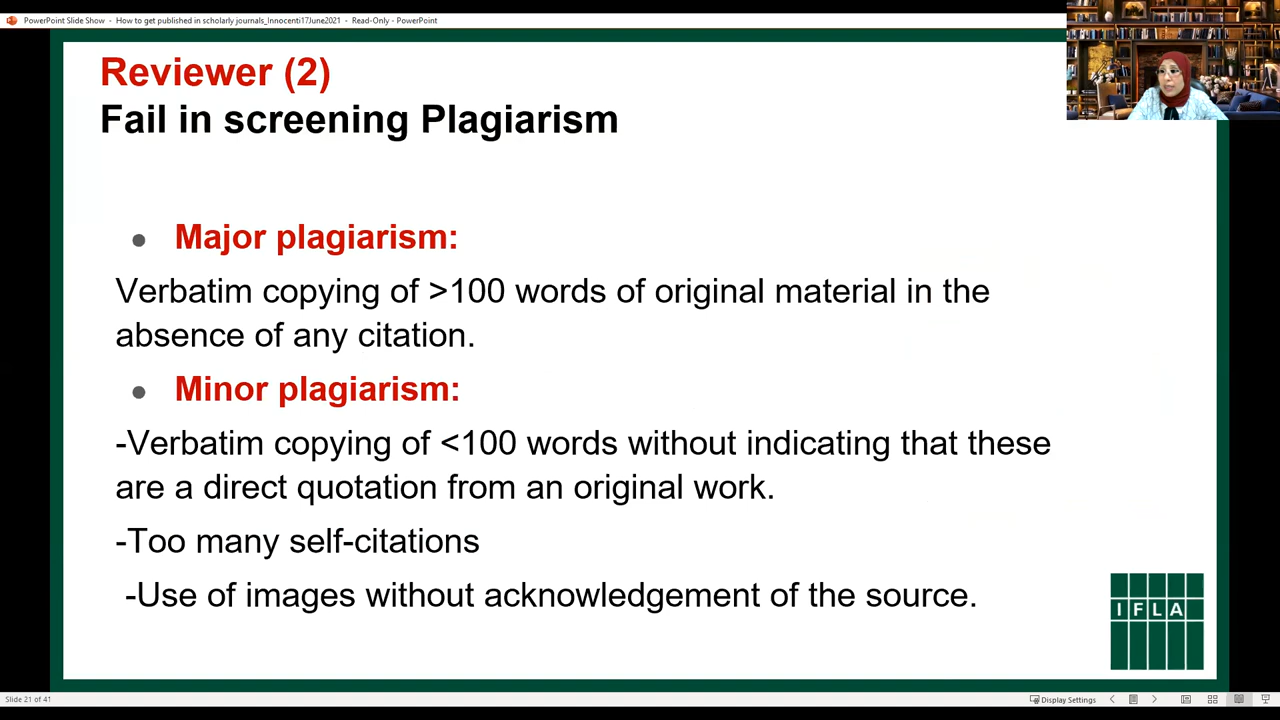 PowerPoint Slide Show - How to get published in scholarly journals_Innocenti17June2021 - Read-Only - PowerPoint
Reviewer (2)
Fail in screening Plagiarism
● Major plagiarism:
Verbatim copying of >100 words of original material in the
absence of any citation.
● Minor plagiarism:
-Verbatim copying of <100 words without indicating that these
are a direct quotation from an original work.
-Too many self-citations
-Use of images without acknowledgement of the source.
IFLA
Slide 21 of 41
Display Settings